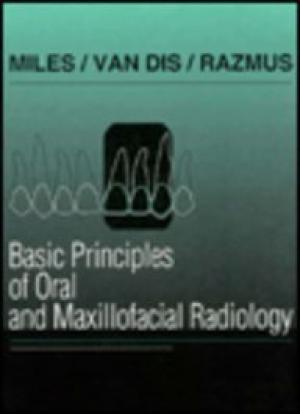 MILES / VAN DIS / RAZMUS
Basic Principles
of Oral
and Maxillofacial Radiology